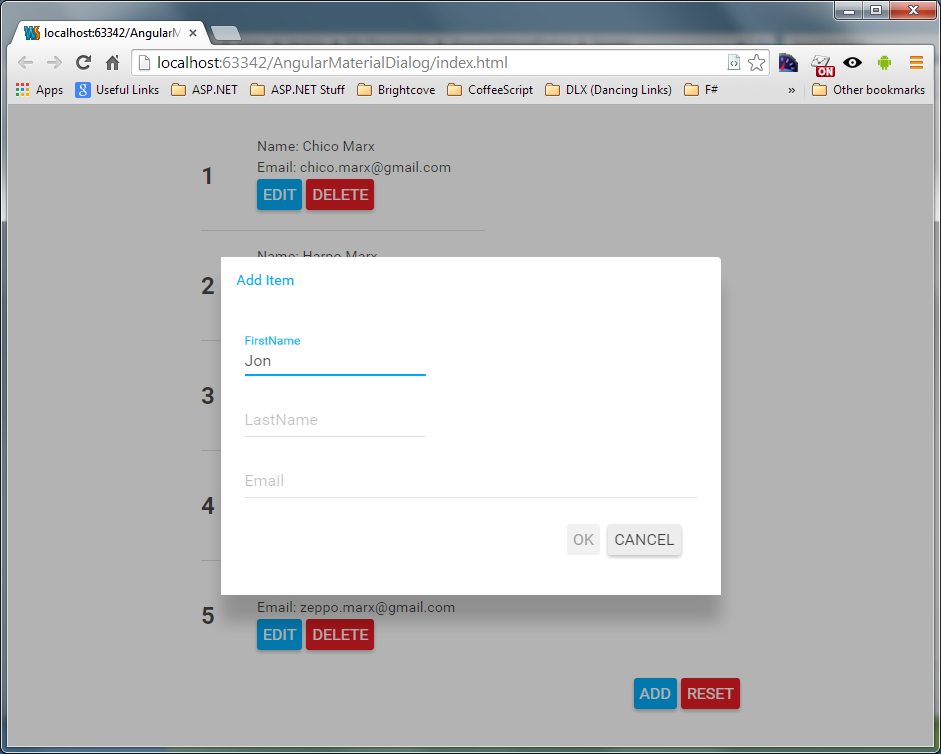 localhost:63342/AngularM
localhost:63342/AngularMaterialDialog/index.html
ON
Apps Useful Links ASP.NET ASP.NET Stuff Brightcove CoffeeScript DLX (Dancing Links) F# » Other bookmarks
Name: Chico Marx
1
Email: chico.marx@gmail.com
EDIT DELETE
Name: Harpo Marx
2
Add Item
FirstName
Jon
3
LastName
Email
4
OK CANCEL
Email: zeppo.marx@gmail.com
5
EDIT DELETE
ADD RESET